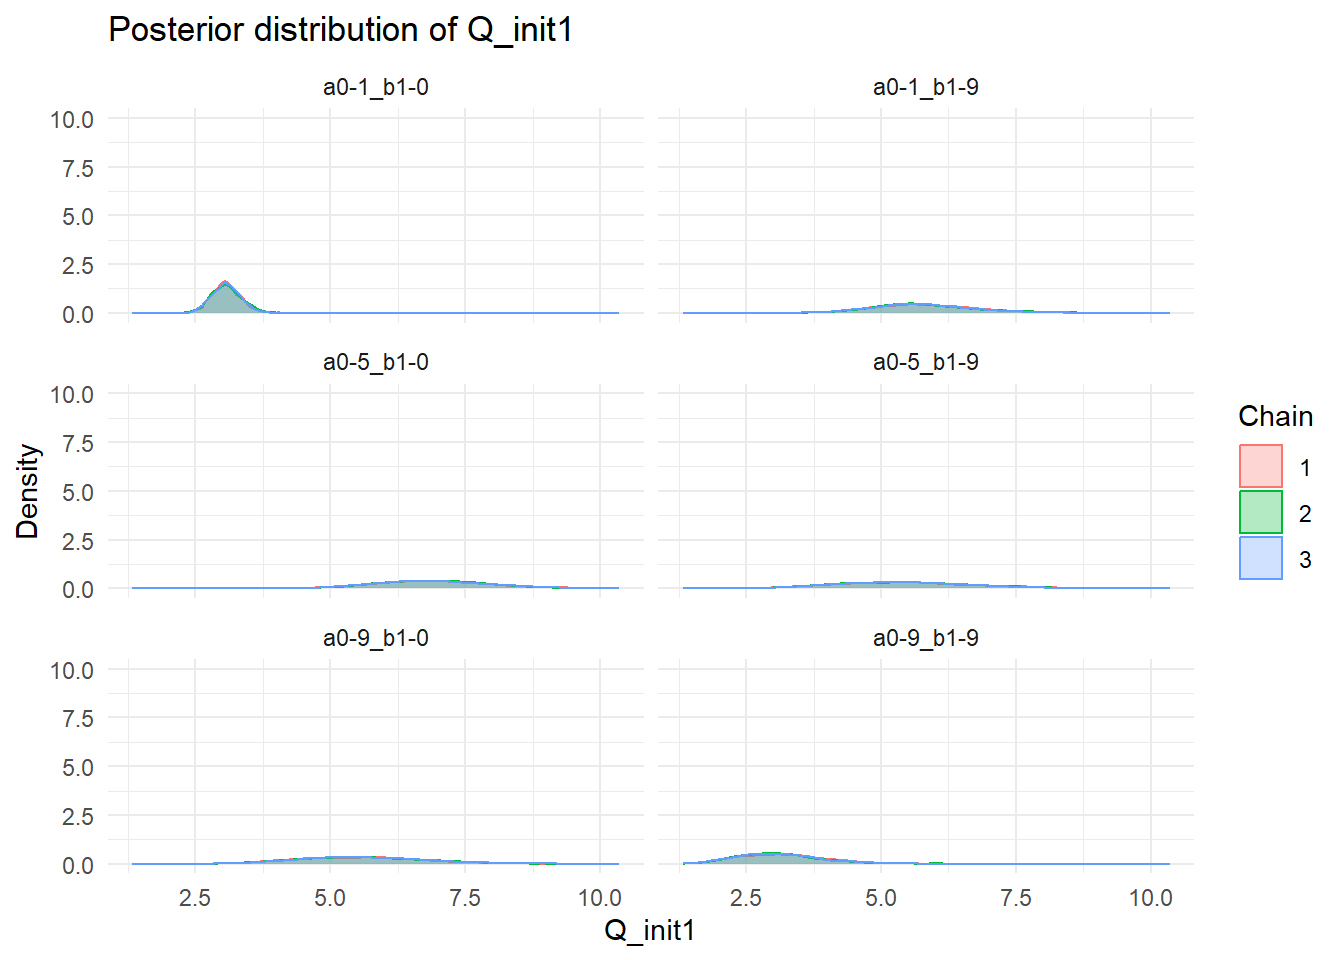 Posterior distribution of Q_init1
a0-1_b1-0
a0-1_b1-9
10.0
7.5
5.0
2.5
0.0
a0-5_b1-0
a0-5_b1-9
10.0
7.5
5.0
2.5
0.0
a0-9_b1-0
a0-9_b1-9
10.0
7.5
5.0
2.5
0.0
2.5 5.0 7.5 10.0
2.5 5.0 7.5 10.0
Q_init1
Density
Chain
1
2
3